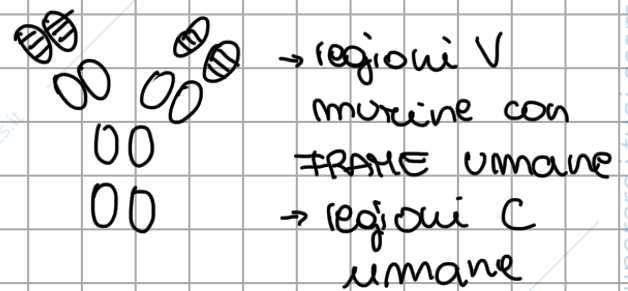 → regioni V
murine con
FRAME umane
→ regioni C
umane